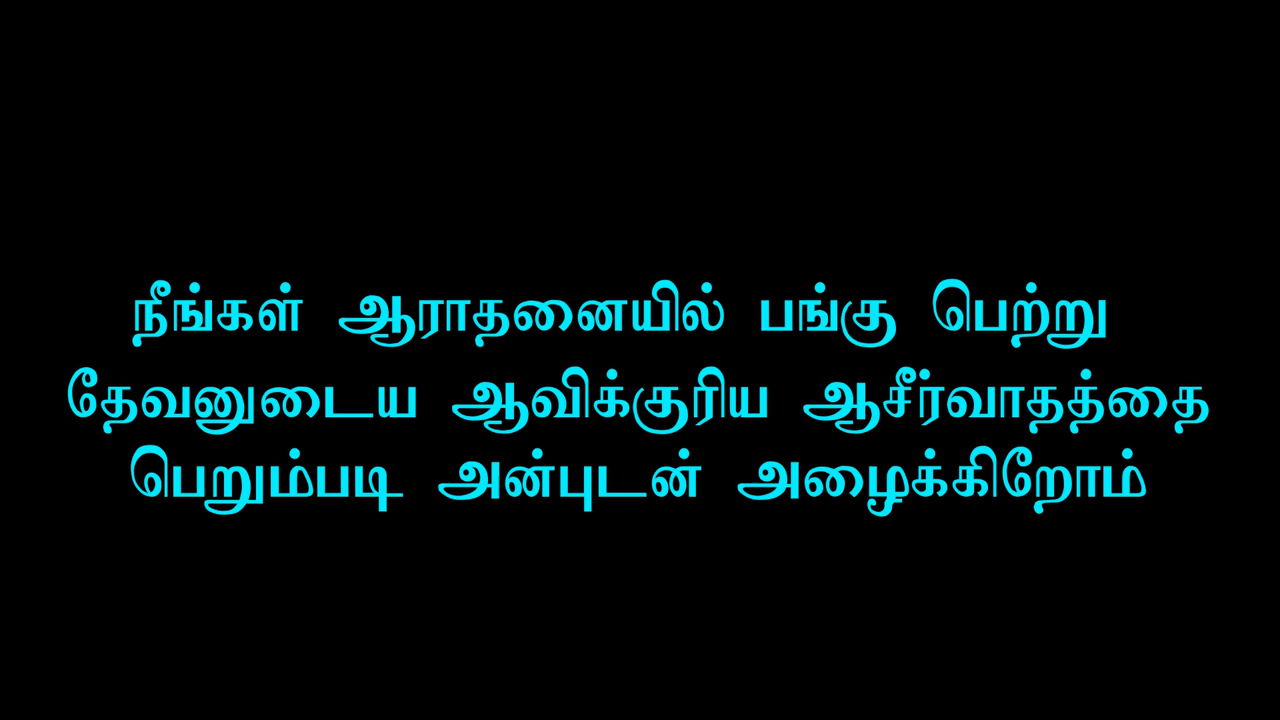 நீங்கள் ஆராதனையில் பங்கு பெற்று
தேவனுடைய ஆவிக்குரிய ஆசீர்வாதத்தை
பெறும்படி அன்புடன் அழைக்கிறோம்